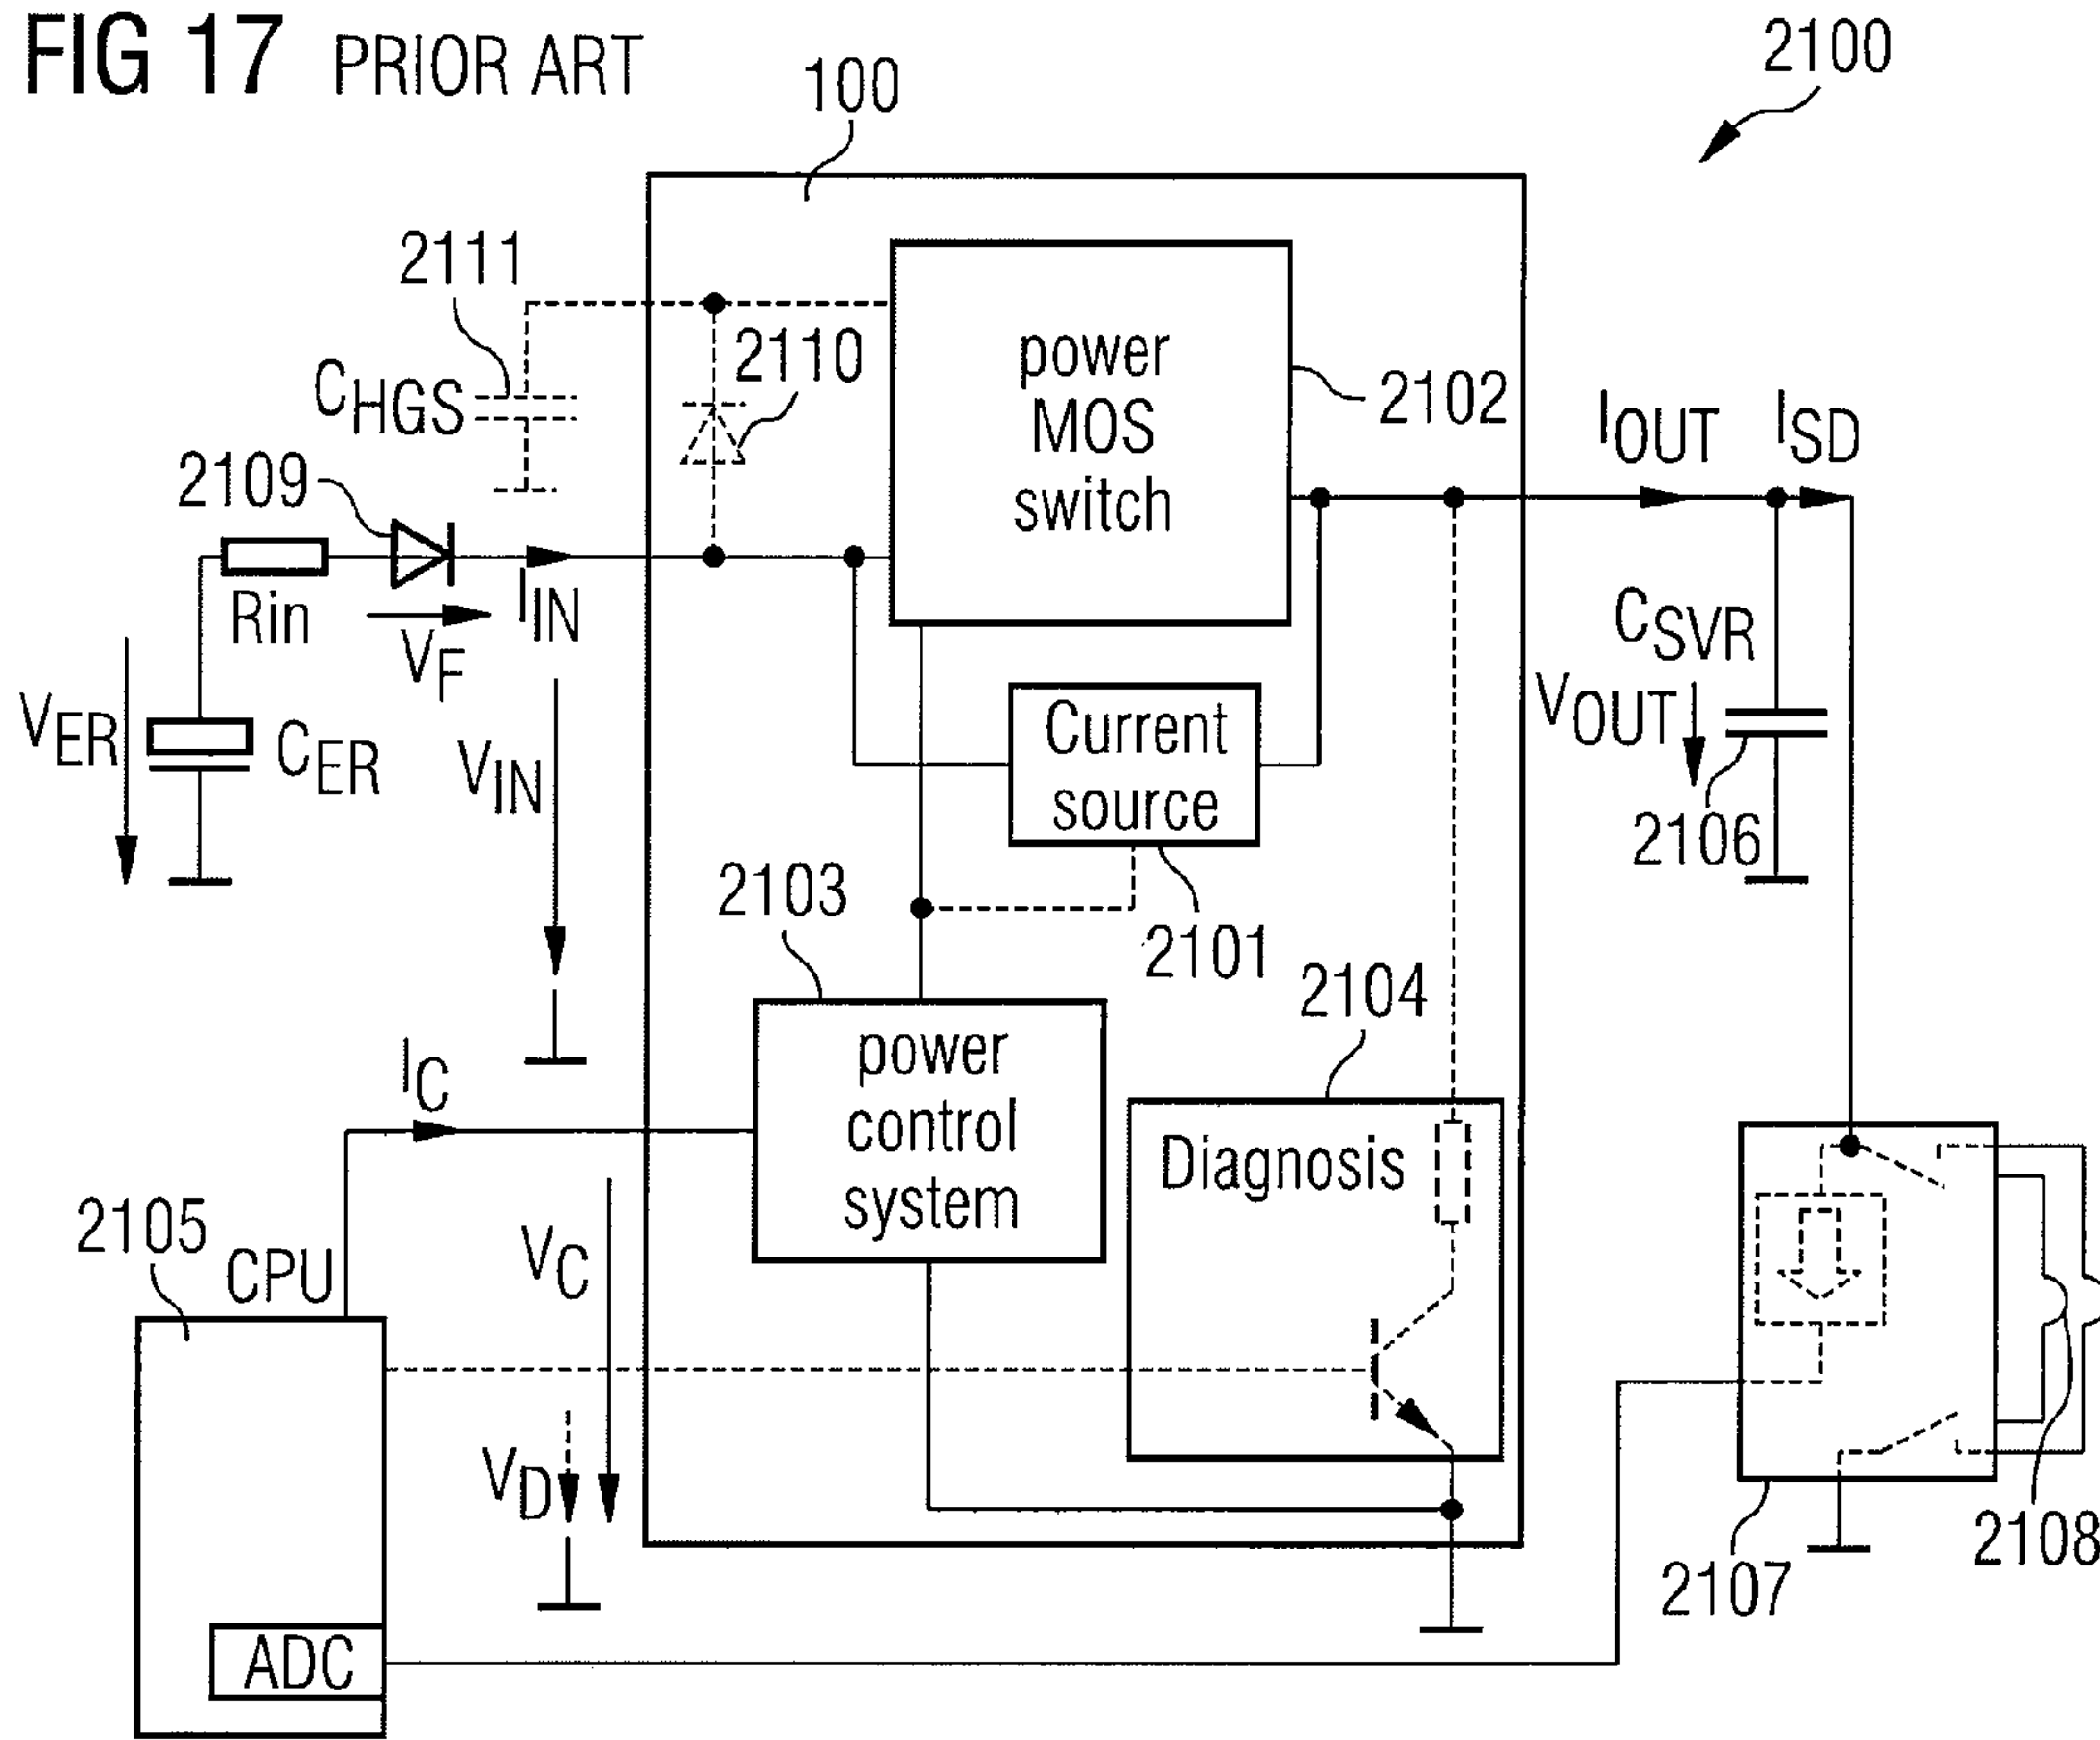 FIG 17 PRIOR ART
2100
100
2111
2110
CHGS
power
MOS
switch
2102
IOUT
ISD
2109
Rin
IIN
VF
CSVR
VER
CER
VIN
Current
source
VOUT
2106
2103
2101
2104
IC
power
control
system
Diagnosis
2105
CPU
VC
VD
2108
2107
ADC